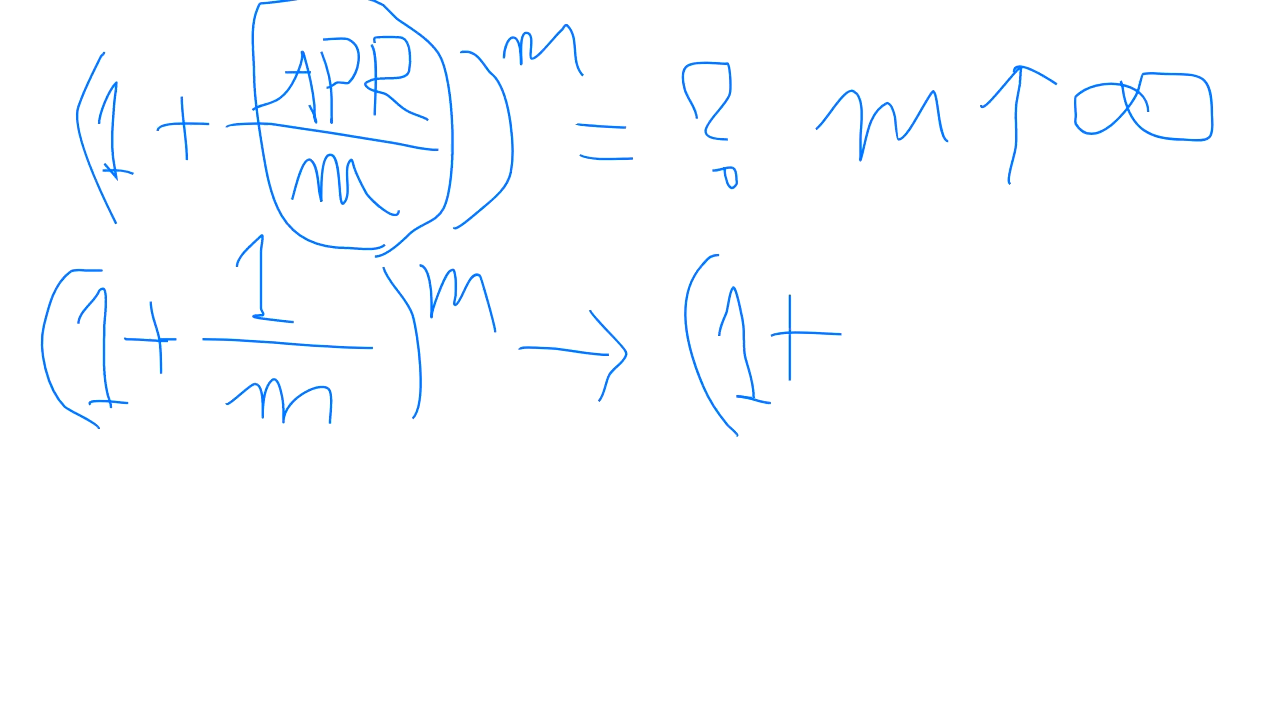 (1 + APR/m)^m = ? m ↑ ∞
(1 + 1/m)^m → (1 +